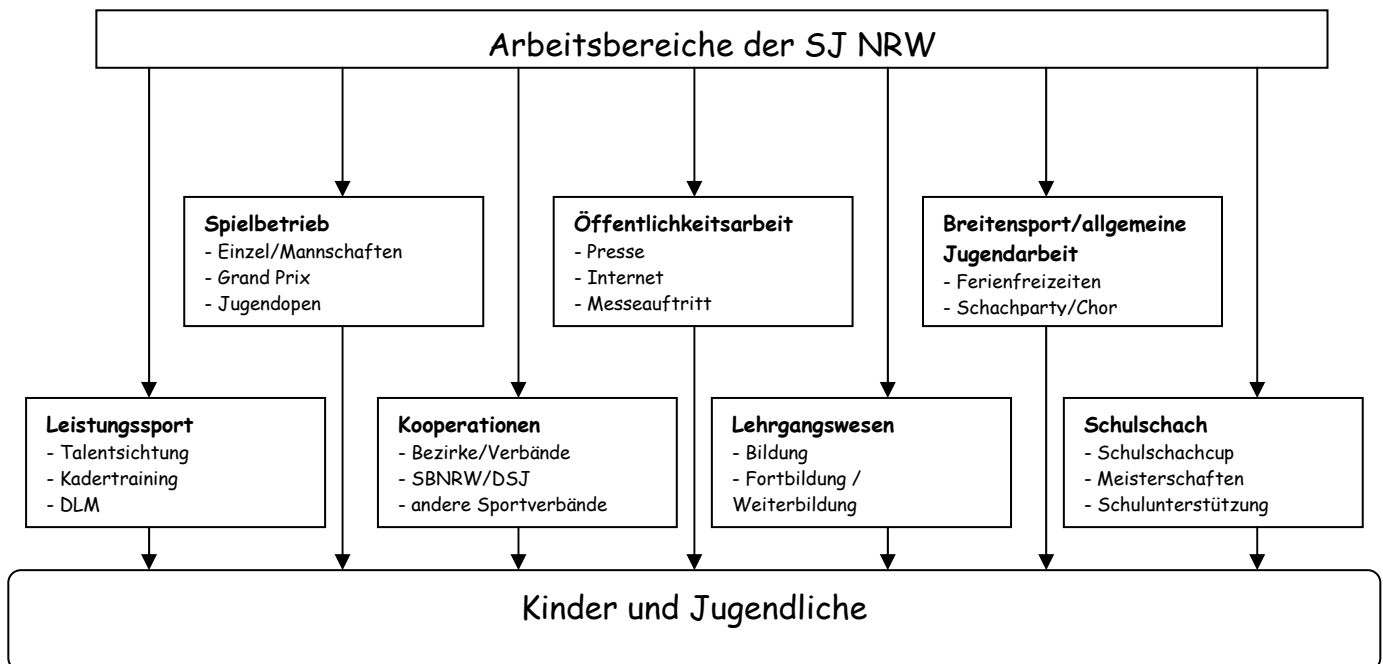 Arbeitsbereiche der SJ NRW
Spielbetrieb
- Einzel/Mannschaften
- Grand Prix
- Jugendopen
Öffentlichkeitsarbeit
- Presse
- Internet
- Messeauftritt
Breitensport/allgemeine
Jugendarbeit
- Ferienfreizeiten
- Schachparty/Chor
Leistungssport
- Talentsichtung
- Kadertraining
- DLM
Kooperationen
- Bezirke/Verbände
- SBNRW/DSJ
- andere Sportverbände
Lehrgangswesen
- Bildung
- Fortbildung /
Weiterbildung
Schulschach
- Schulschachcup
- Meisterschaften
- Schulunterstützung
Kinder und Jugendliche